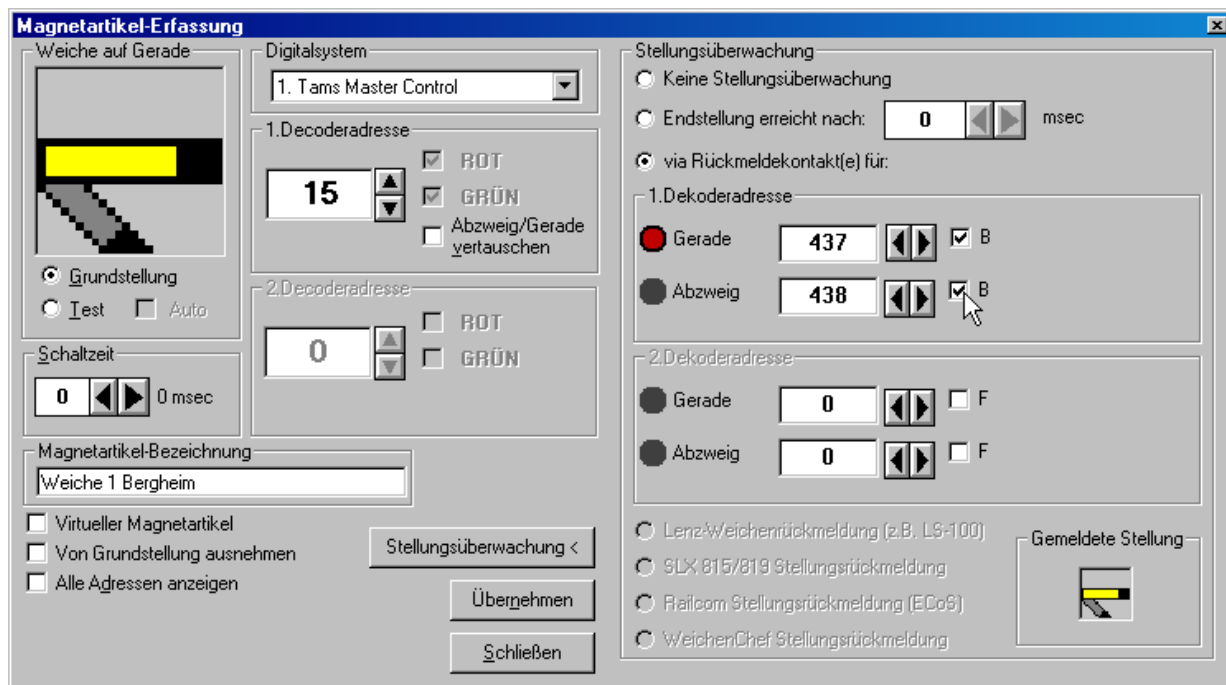 Magnetartikel-Erfassung
Weiche auf Gerade
Grundstellung
Test
Auto
Schaltzeit
0
0 msec
Digitalsystem
1. Tams Master Control
1.Decoderadresse
15
ROT
GRÜN
Abzweig/Gerade
vertauschen
2.Decoderadresse
0
ROT
GRÜN
Magnetartikel-Bezeichnung
Weiche 1 Bergheim
Virtueller Magnetartikel
Von Grundstellung ausnehmen
Alle Adressen anzeigen
Stellungsüberwachung <
Übernehmen
Schließen
Stellungsüberwachung
Keine Stellungsüberwachung
Endstellung erreicht nach: 0 msec
via Rückmeldekontakt(e) für:
1.Dekoderadresse
Gerade 437 B
Abzweig 438 B
2.Dekoderadresse
Gerade 0 F
Abzweig 0 F
Lenz-Weichenrückmeldung (z.B. LS-100)
SLX 815/819 Stellungsrückmeldung
Railcom Stellungsrückmeldung (ECoS)
WeichenChef Stellungsrückmeldung
Gemeldete Stellung